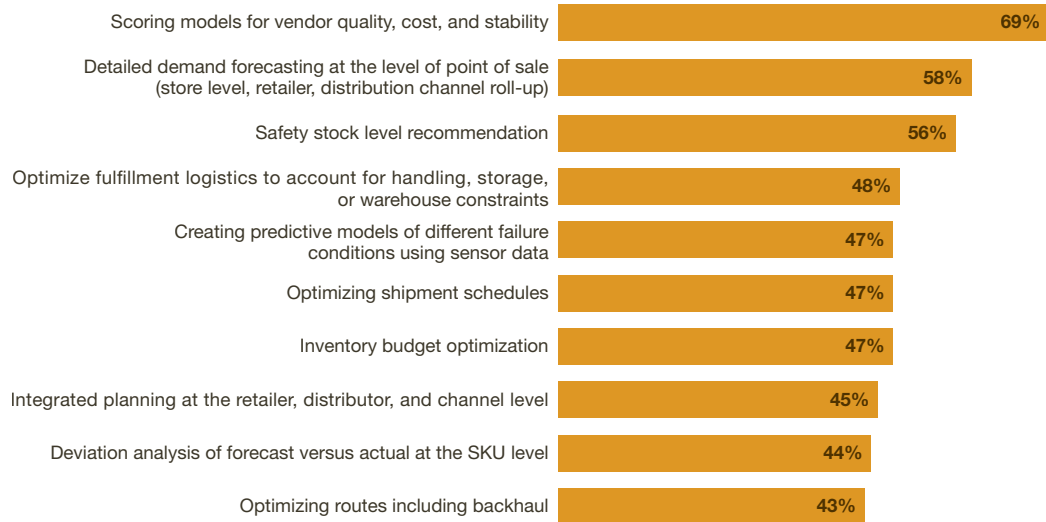 Scoring models for vendor quality, cost, and stability 69%
Detailed demand forecasting at the level of point of sale
(store level, retailer, distribution channel roll-up) 58%
Safety stock level recommendation 56%
Optimize fulfillment logistics to account for handling, storage,
or warehouse constraints 48%
Creating predictive models of different failure
conditions using sensor data 47%
Optimizing shipment schedules 47%
Inventory budget optimization 47%
Integrated planning at the retailer, distributor, and channel level 45%
Deviation analysis of forecast versus actual at the SKU level 44%
Optimizing routes including backhaul 43%